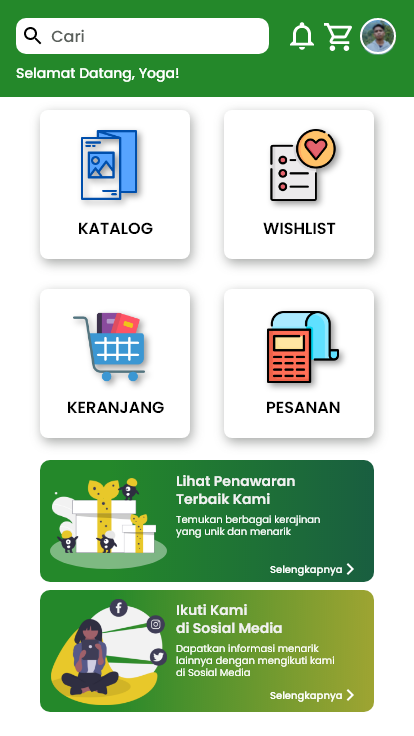 Cari
Selamat Datang, Yoga!
KATALOG
WISHLIST
KERANJANG
PESANAN
Lihat Penawaran
Terbaik Kami
Temukan berbagai kerajinan
yang unik dan menarik
Selengkapnya
Ikuti Kami
di Sosial Media
Dapatkan informasi menarik
lainnya dengan mengikuti kami
di Sosial Media
Selengkapnya